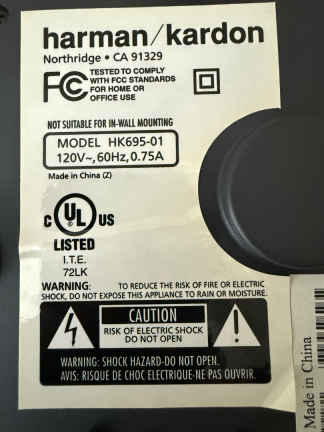 harman/kardon
Northridge • CA 91329
FC TESTED TO COMPLY
WITH FCC STANDARDS
FOR HOME OR
OFFICE USE
NOT SUITABLE FOR IN-WALL MOUNTING
MODEL HK695-01
120V~,60Hz,0.75A
Made in China (Z)
C UL US
LISTED
I.T.E.
72LK
WARNING: TO REDUCE THE RISK OF FIRE OR ELECTRIC
SHOCK, DO NOT EXPOSE THIS APPLIANCE TO RAIN OR MOISTURE.
CAUTION
RISK OF ELECTRIC SHOCK
DO NOT OPEN
WARNING: SHOCK HAZARD-DO NOT OPEN.
AVIS: RISQUE DE CHOC ELECTRIQUE-NE PAS OUVRIR.
Made in China